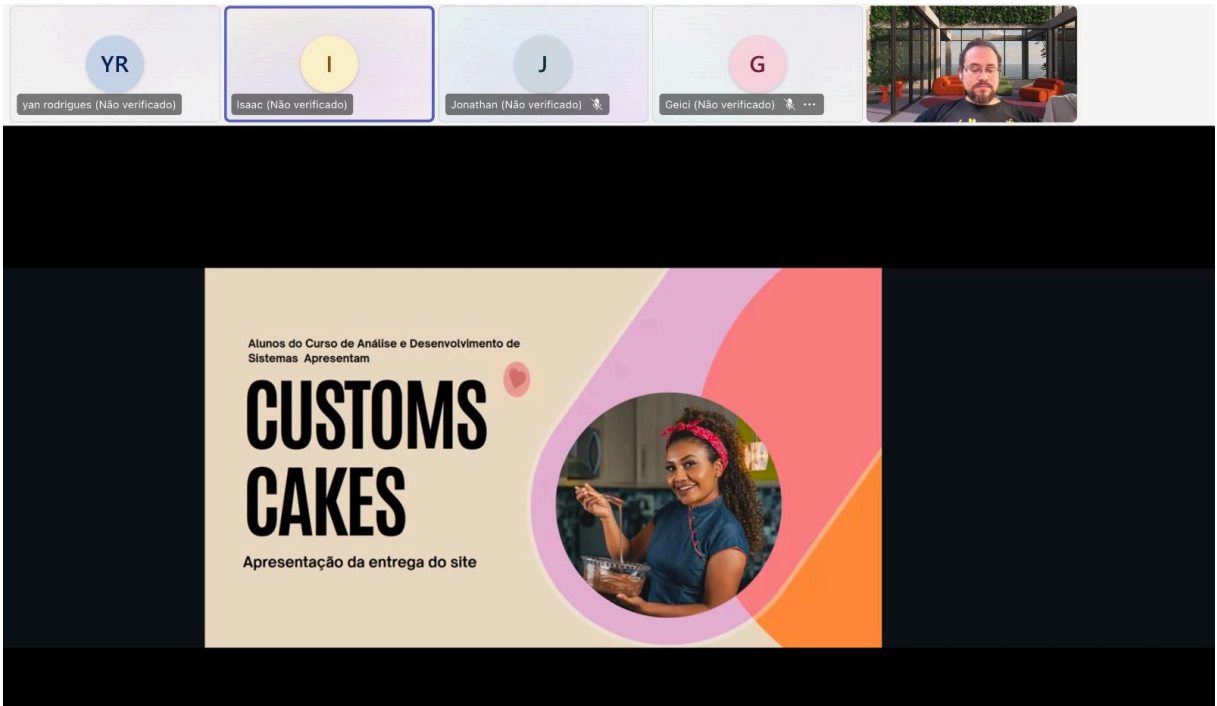 YR
I
J
G
yan rodrigues (Não verificado)
Isaac (Não verificado)
Jonathan (Não verificado)
Geici (Não verificado)
Alunos do Curso de Análise e Desenvolvimento de
Sistemas Apresentam
CUSTOMS
CAKES
Apresentação da entrega do site